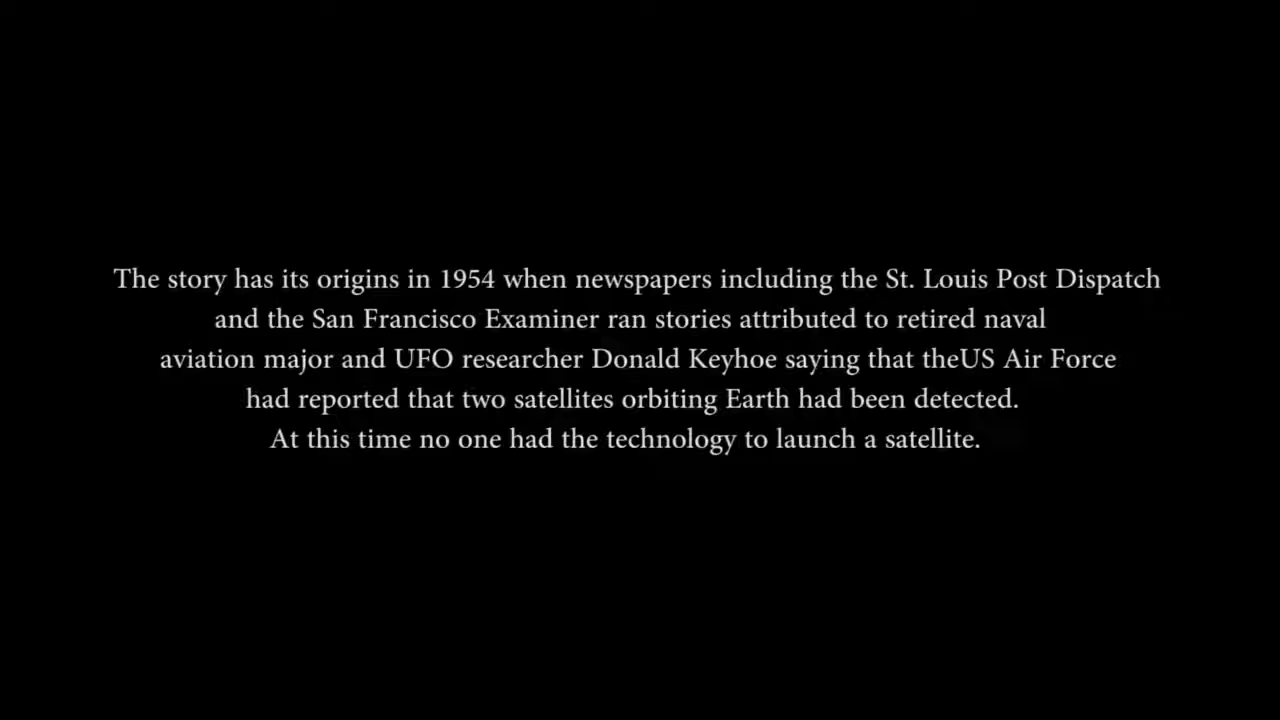 The story has its origins in 1954 when newspapers including the St. Louis Post Dispatch
and the San Francisco Examiner ran stories attributed to retired naval
aviation major and UFO researcher Donald Keyhoe saying that theUS Air Force
had reported that two satellites orbiting Earth had been detected.
At this time no one had the technology to launch a satellite.